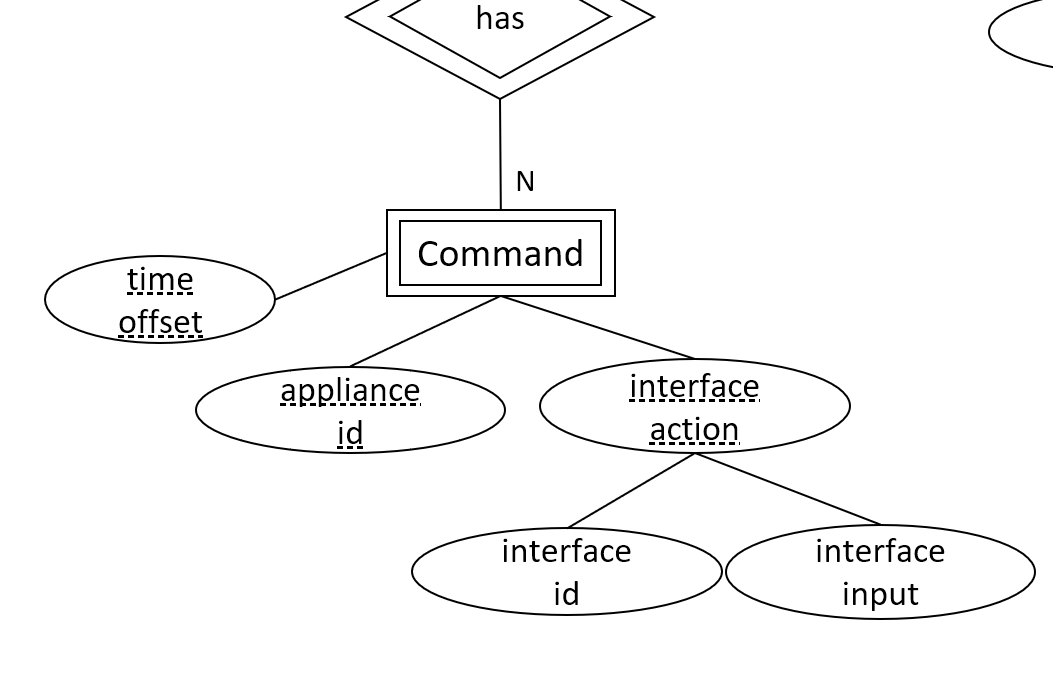 has
N
Command
time
offset
appliance
id
interface
action
interface
id
interface
input